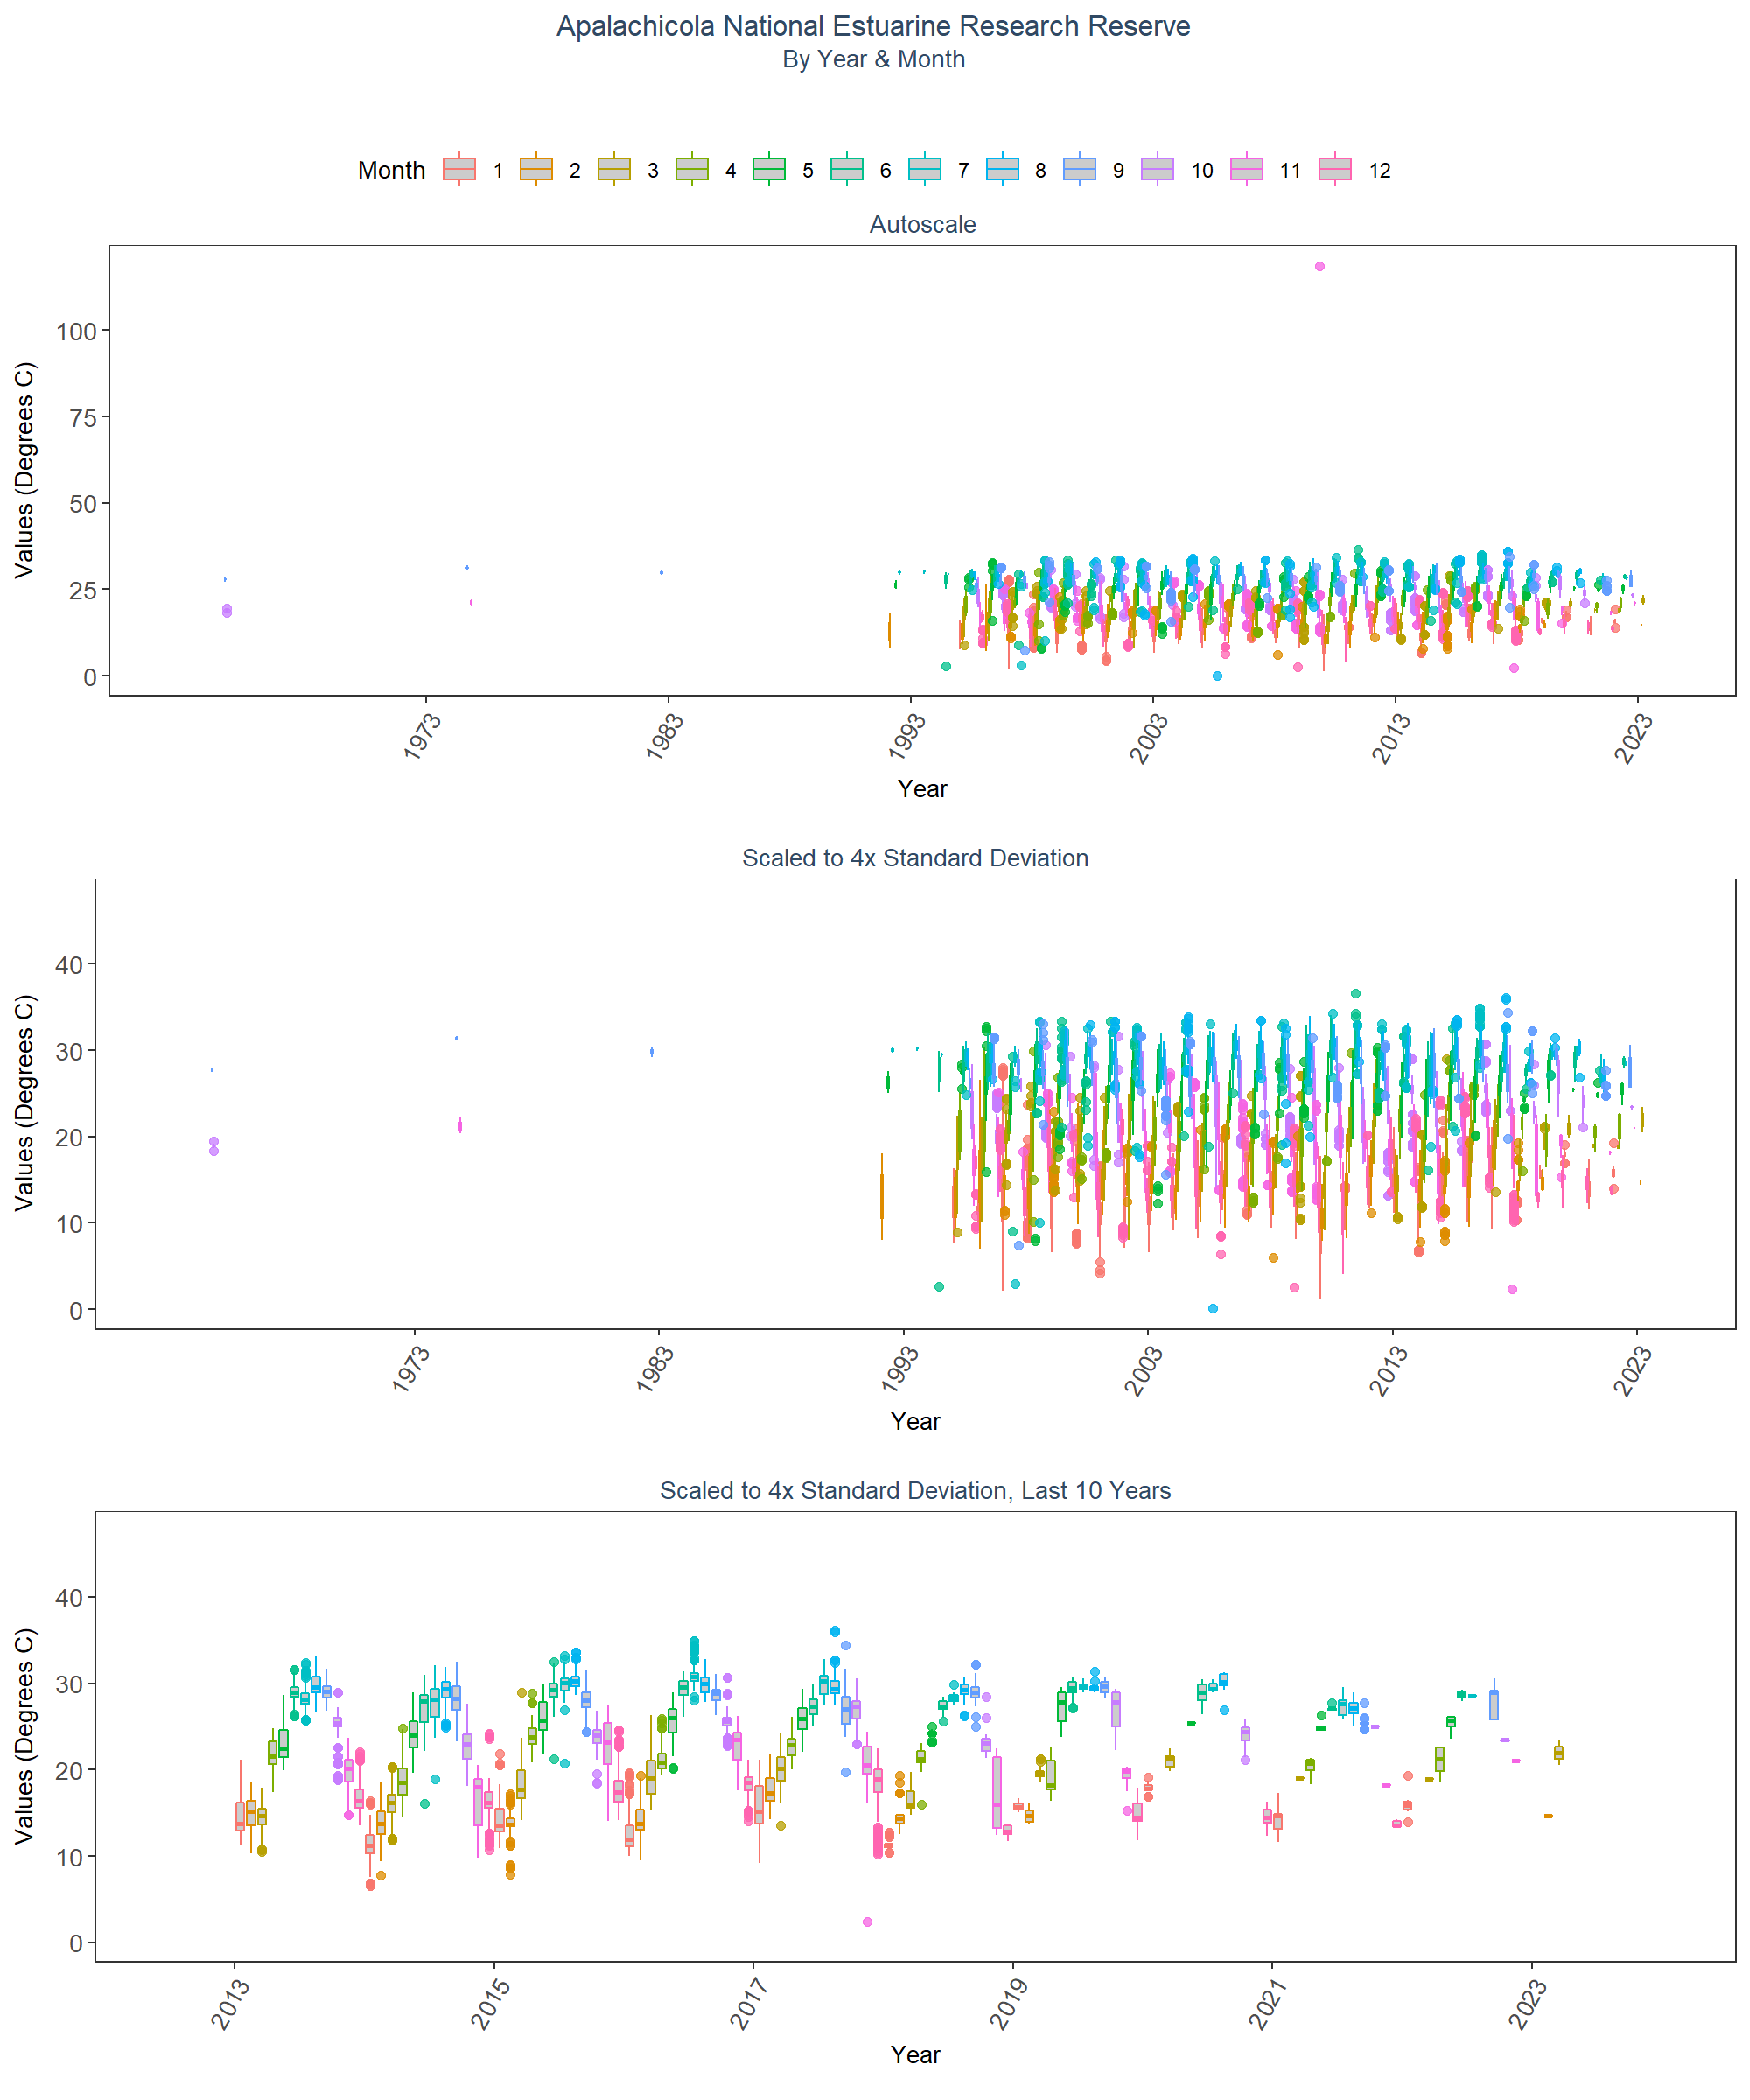 Apalachicola National Estuarine Research Reserve
By Year & Month
Month 1 2 3 4 5 6 7 8 9 10 11 12
Autoscale
Values (Degrees C)
100
75
50
25
0
1973 1983 1993 2003 2013 2023
Year
Scaled to 4x Standard Deviation
Values (Degrees C)
40
30
20
10
0
1973 1983 1993 2003 2013 2023
Year
Scaled to 4x Standard Deviation, Last 10 Years
Values (Degrees C)
40
30
20
10
0
2013 2015 2017 2019 2021 2023
Year